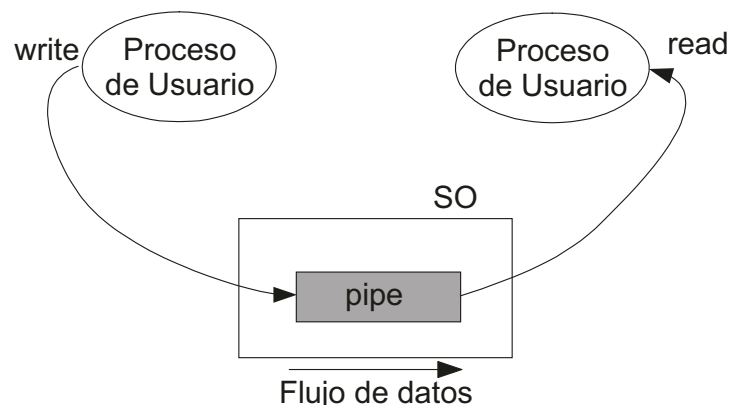 write
Proceso
de Usuario
Proceso
de Usuario
read
SO
pipe
Flujo de datos